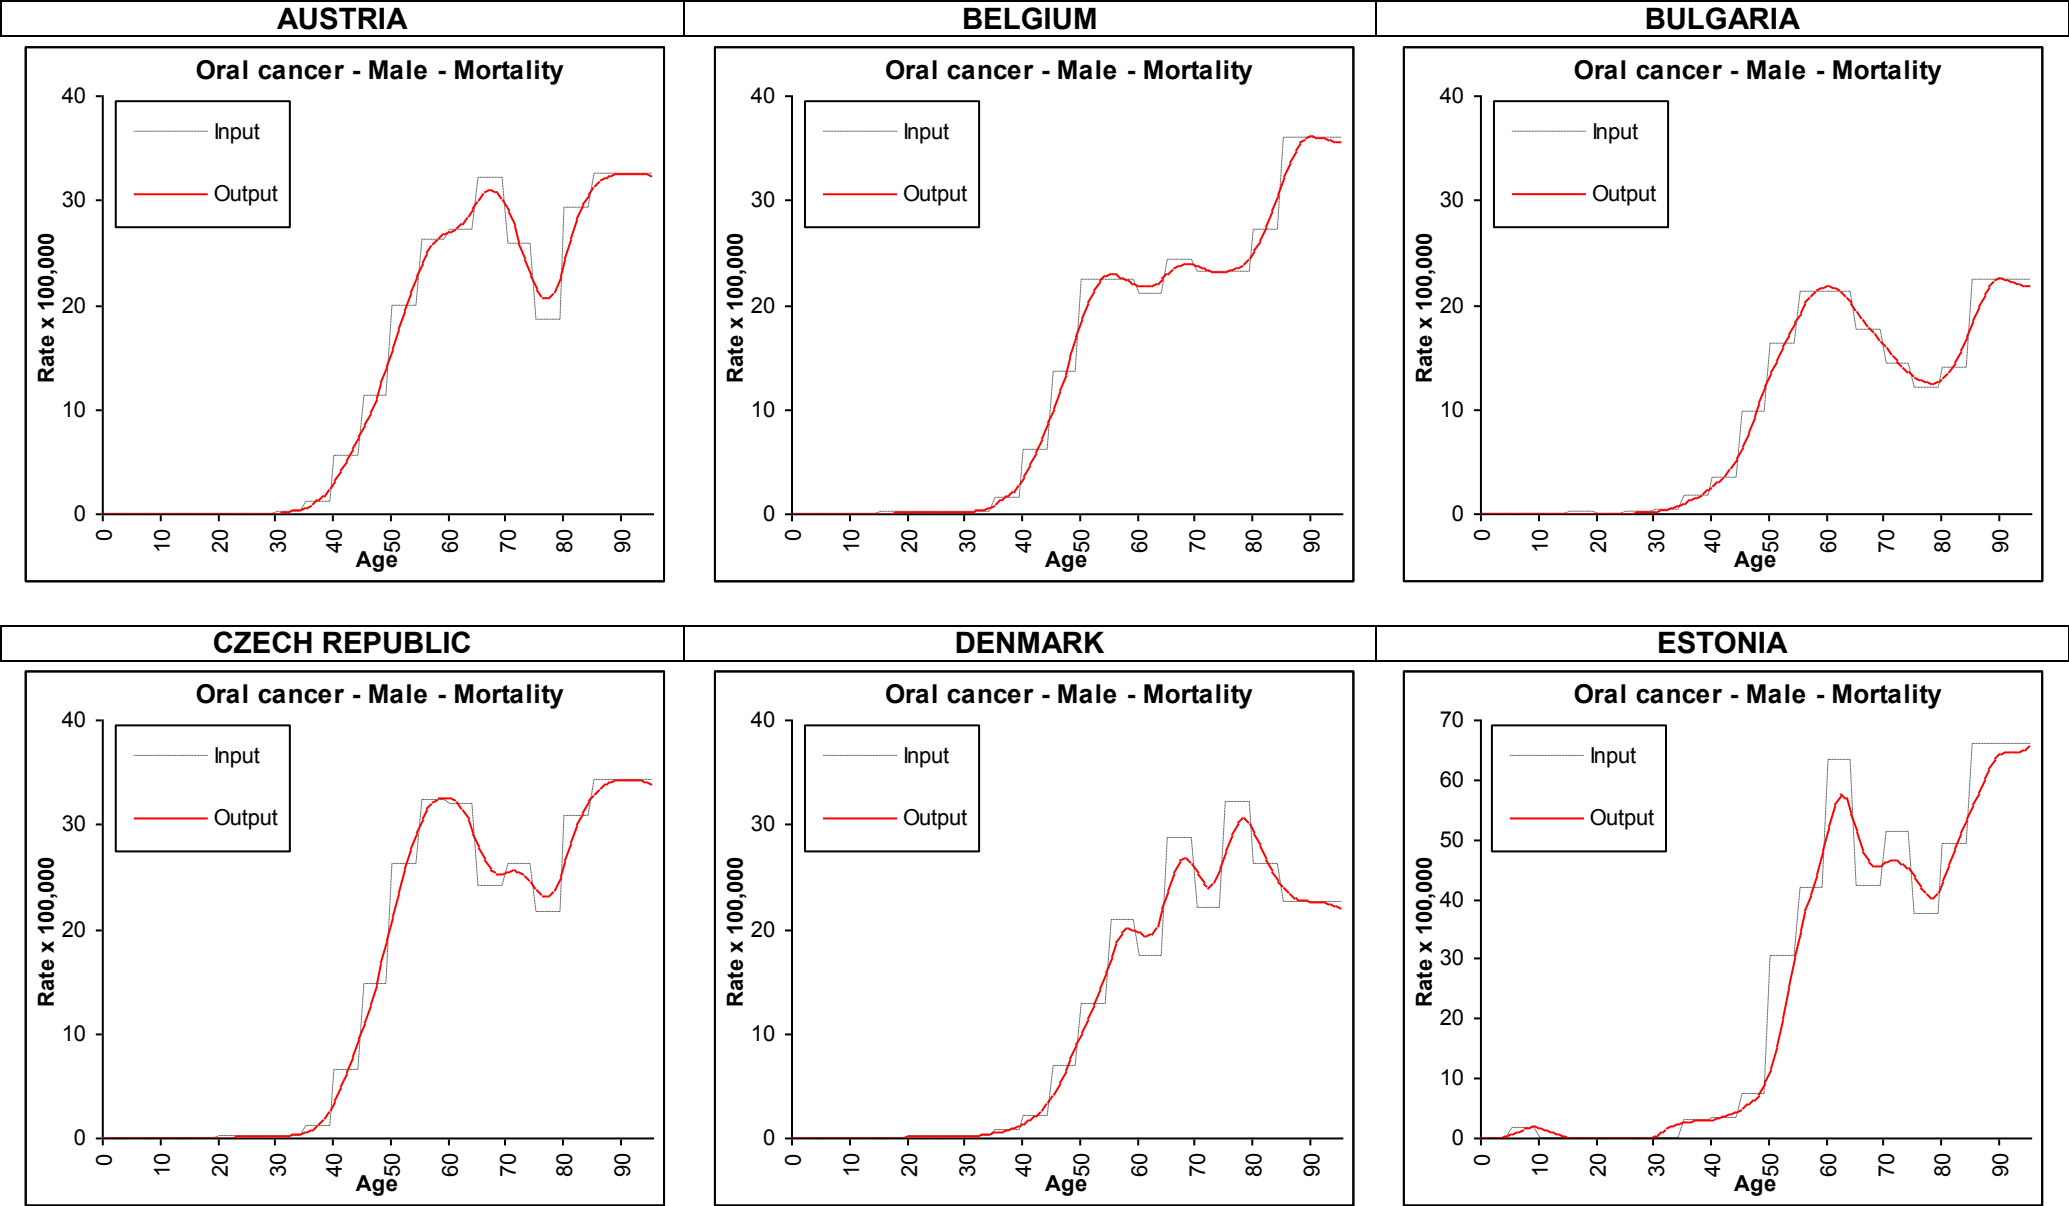 AUSTRIA
BELGIUM
BULGARIA
Oral cancer - Male - Mortality
40
30
20
10
0
Rate x 100,000
Input
Output
0 10 20 30 40 50 60 70 80 90
Age
Oral cancer - Male - Mortality
40
30
20
10
0
Rate x 100,000
Input
Output
0 10 20 30 40 50 60 70 80 90
Age
Oral cancer - Male - Mortality
40
30
20
10
0
Rate x 100,000
Input
Output
0 10 20 30 40 50 60 70 80 90
Age
CZECH REPUBLIC
DENMARK
ESTONIA
Oral cancer - Male - Mortality
40
30
20
10
0
Rate x 100,000
Input
Output
0 10 20 30 40 50 60 70 80 90
Age
Oral cancer - Male - Mortality
40
30
20
10
0
Rate x 100,000
Input
Output
0 10 20 30 40 50 60 70 80 90
Age
Oral cancer - Male - Mortality
70
60
50
40
30
20
10
0
Rate x 100,000
Input
Output
0 10 20 30 40 50 60 70 80 90
Age